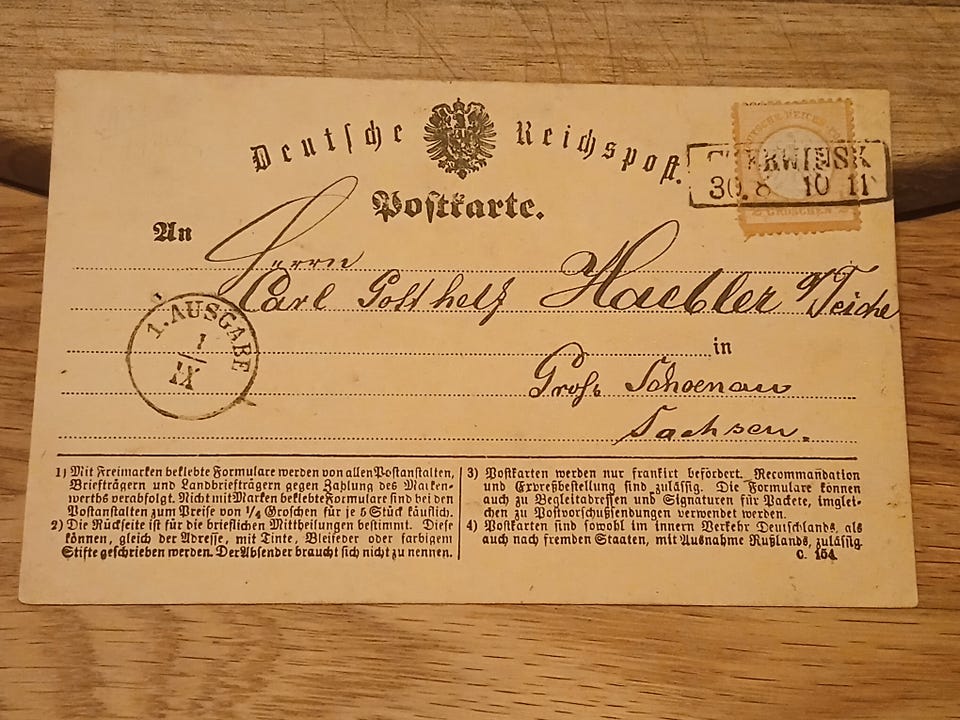 Deutsche Reichspost.
Postkarte.
CZERWINSK
30.8 10 11
GROSCHEN
An
Herrn
Carl Gotthelf Haebler a/Teiche
in
Groß Schoenau
Sachsen.
1. AUSGABE
1
IX
1) Mit Freimarken beklebte Formulare werden von allen Postanstalten,
Briefträgern und Landbriefträgern gegen Zahlung des Marken-
werths verabfolgt. Nicht mit Marken beklebte Formulare sind bei den
Postanstalten zum Preise von 1/4 Groschen für je 5 Stück käuflich.
2) Die Rückseite ist für die brieflichen Mittheilungen bestimmt. Diese
können, gleich der Adresse, mit Tinte, Bleifeder oder farbigem
Stifte geschrieben werden. Der Absender braucht sich nicht zu nennen.
3) Postkarten werden nur frankirt befördert. Recommandation
und Expreßbestellung sind zulässig. Die Formulare können
auch zu Begleitadressen und Signaturen für Packete, inglei-
chen zu Postvorschußsendungen verwendet werden.
4) Postkarten sind sowohl im innern Verkehr Deutschlands, als
auch nach fremden Staaten, mit Ausnahme Rußlands, zulässig.
C. 154.